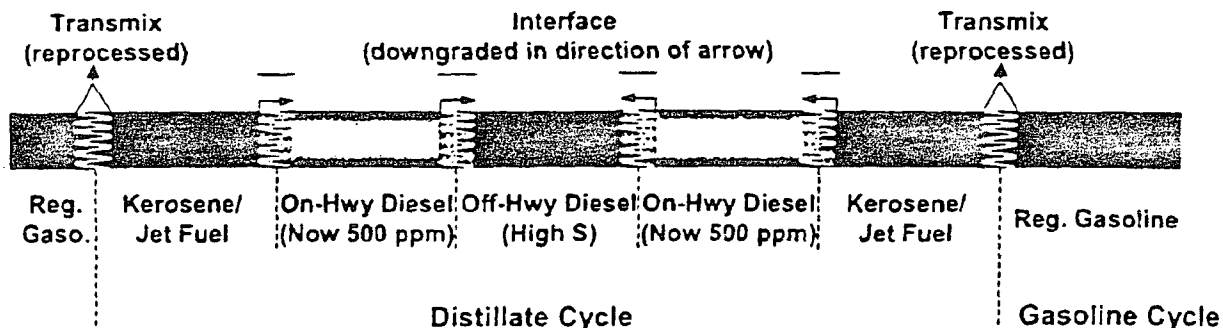 Transmix
(reprocessed)
Interface
(downgraded in direction of arrow)
Transmix
(reprocessed)
Reg.
Gaso.
Kerosene/
Jet Fuel
On-Hwy Diesel
(Now 500 ppm)
Off-Hwy Diesel
(High S)
On-Hwy Diesel
(Now 500 ppm)
Kerosene/
Jet Fuel
Reg. Gasoline
Distillate Cycle
Gasoline Cycle